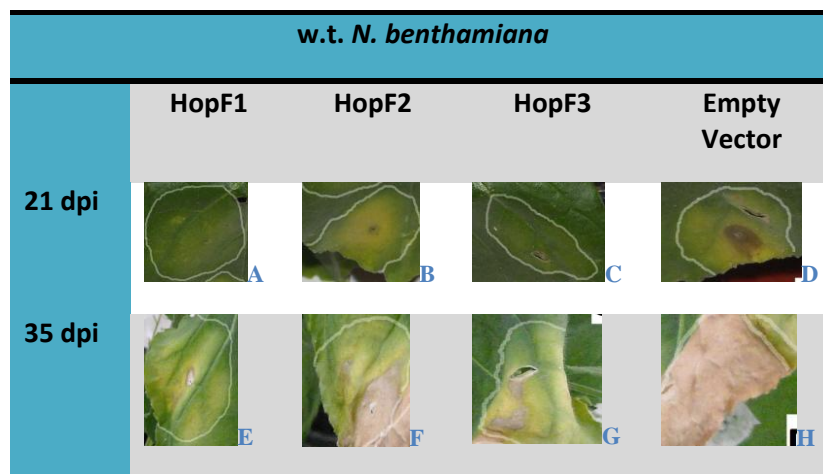 w.t. N. benthamiana
HopF1 HopF2 HopF3 Empty
Vector
21 dpi
A B C D
35 dpi
E F G H